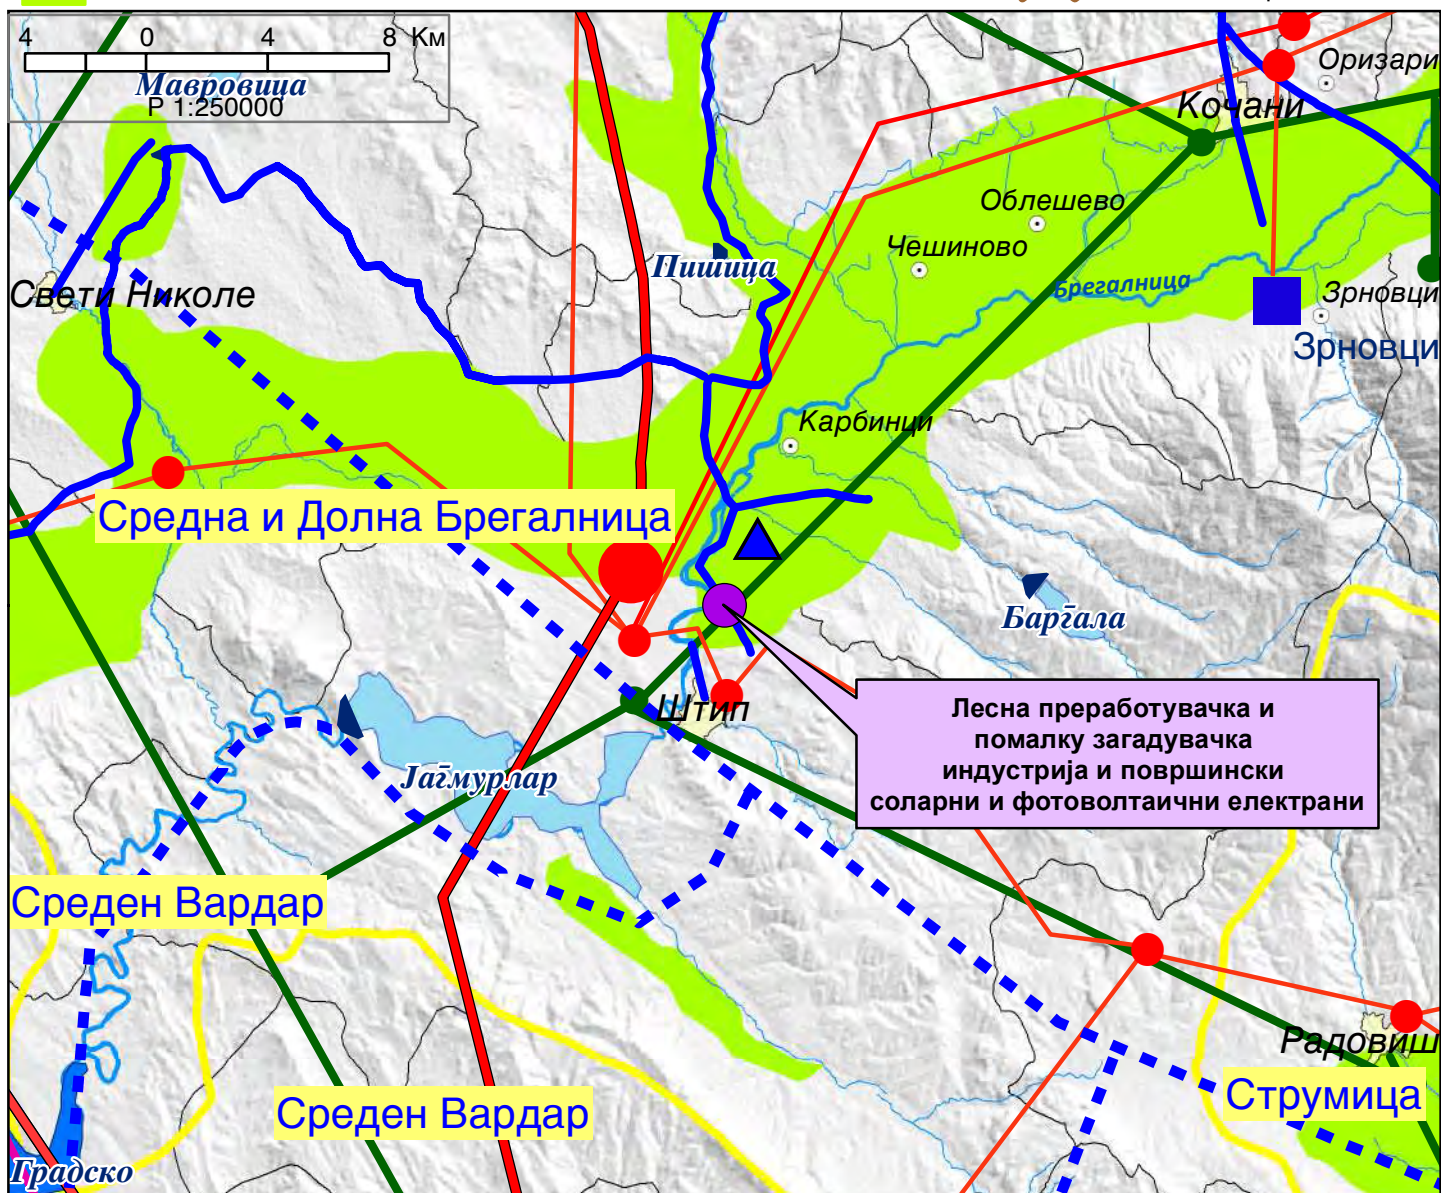 4 0 4 8 Км
Мавровица
Р 1:250000
Оризари
Кочани
Облешево
Чешиново
Пишица
Брегалница
Свети Николе
Зрновци
Зрновци
Карбинци
Средна и Долна Брегалница
Баргала
Штип
Лесна преработувачка и
помалку загадувачка
индустрија и површински
соларни и фотоволтаични електрани
Јагмурлар
Среден Вардар
Радовиш
Струмица
Среден Вардар
Градско